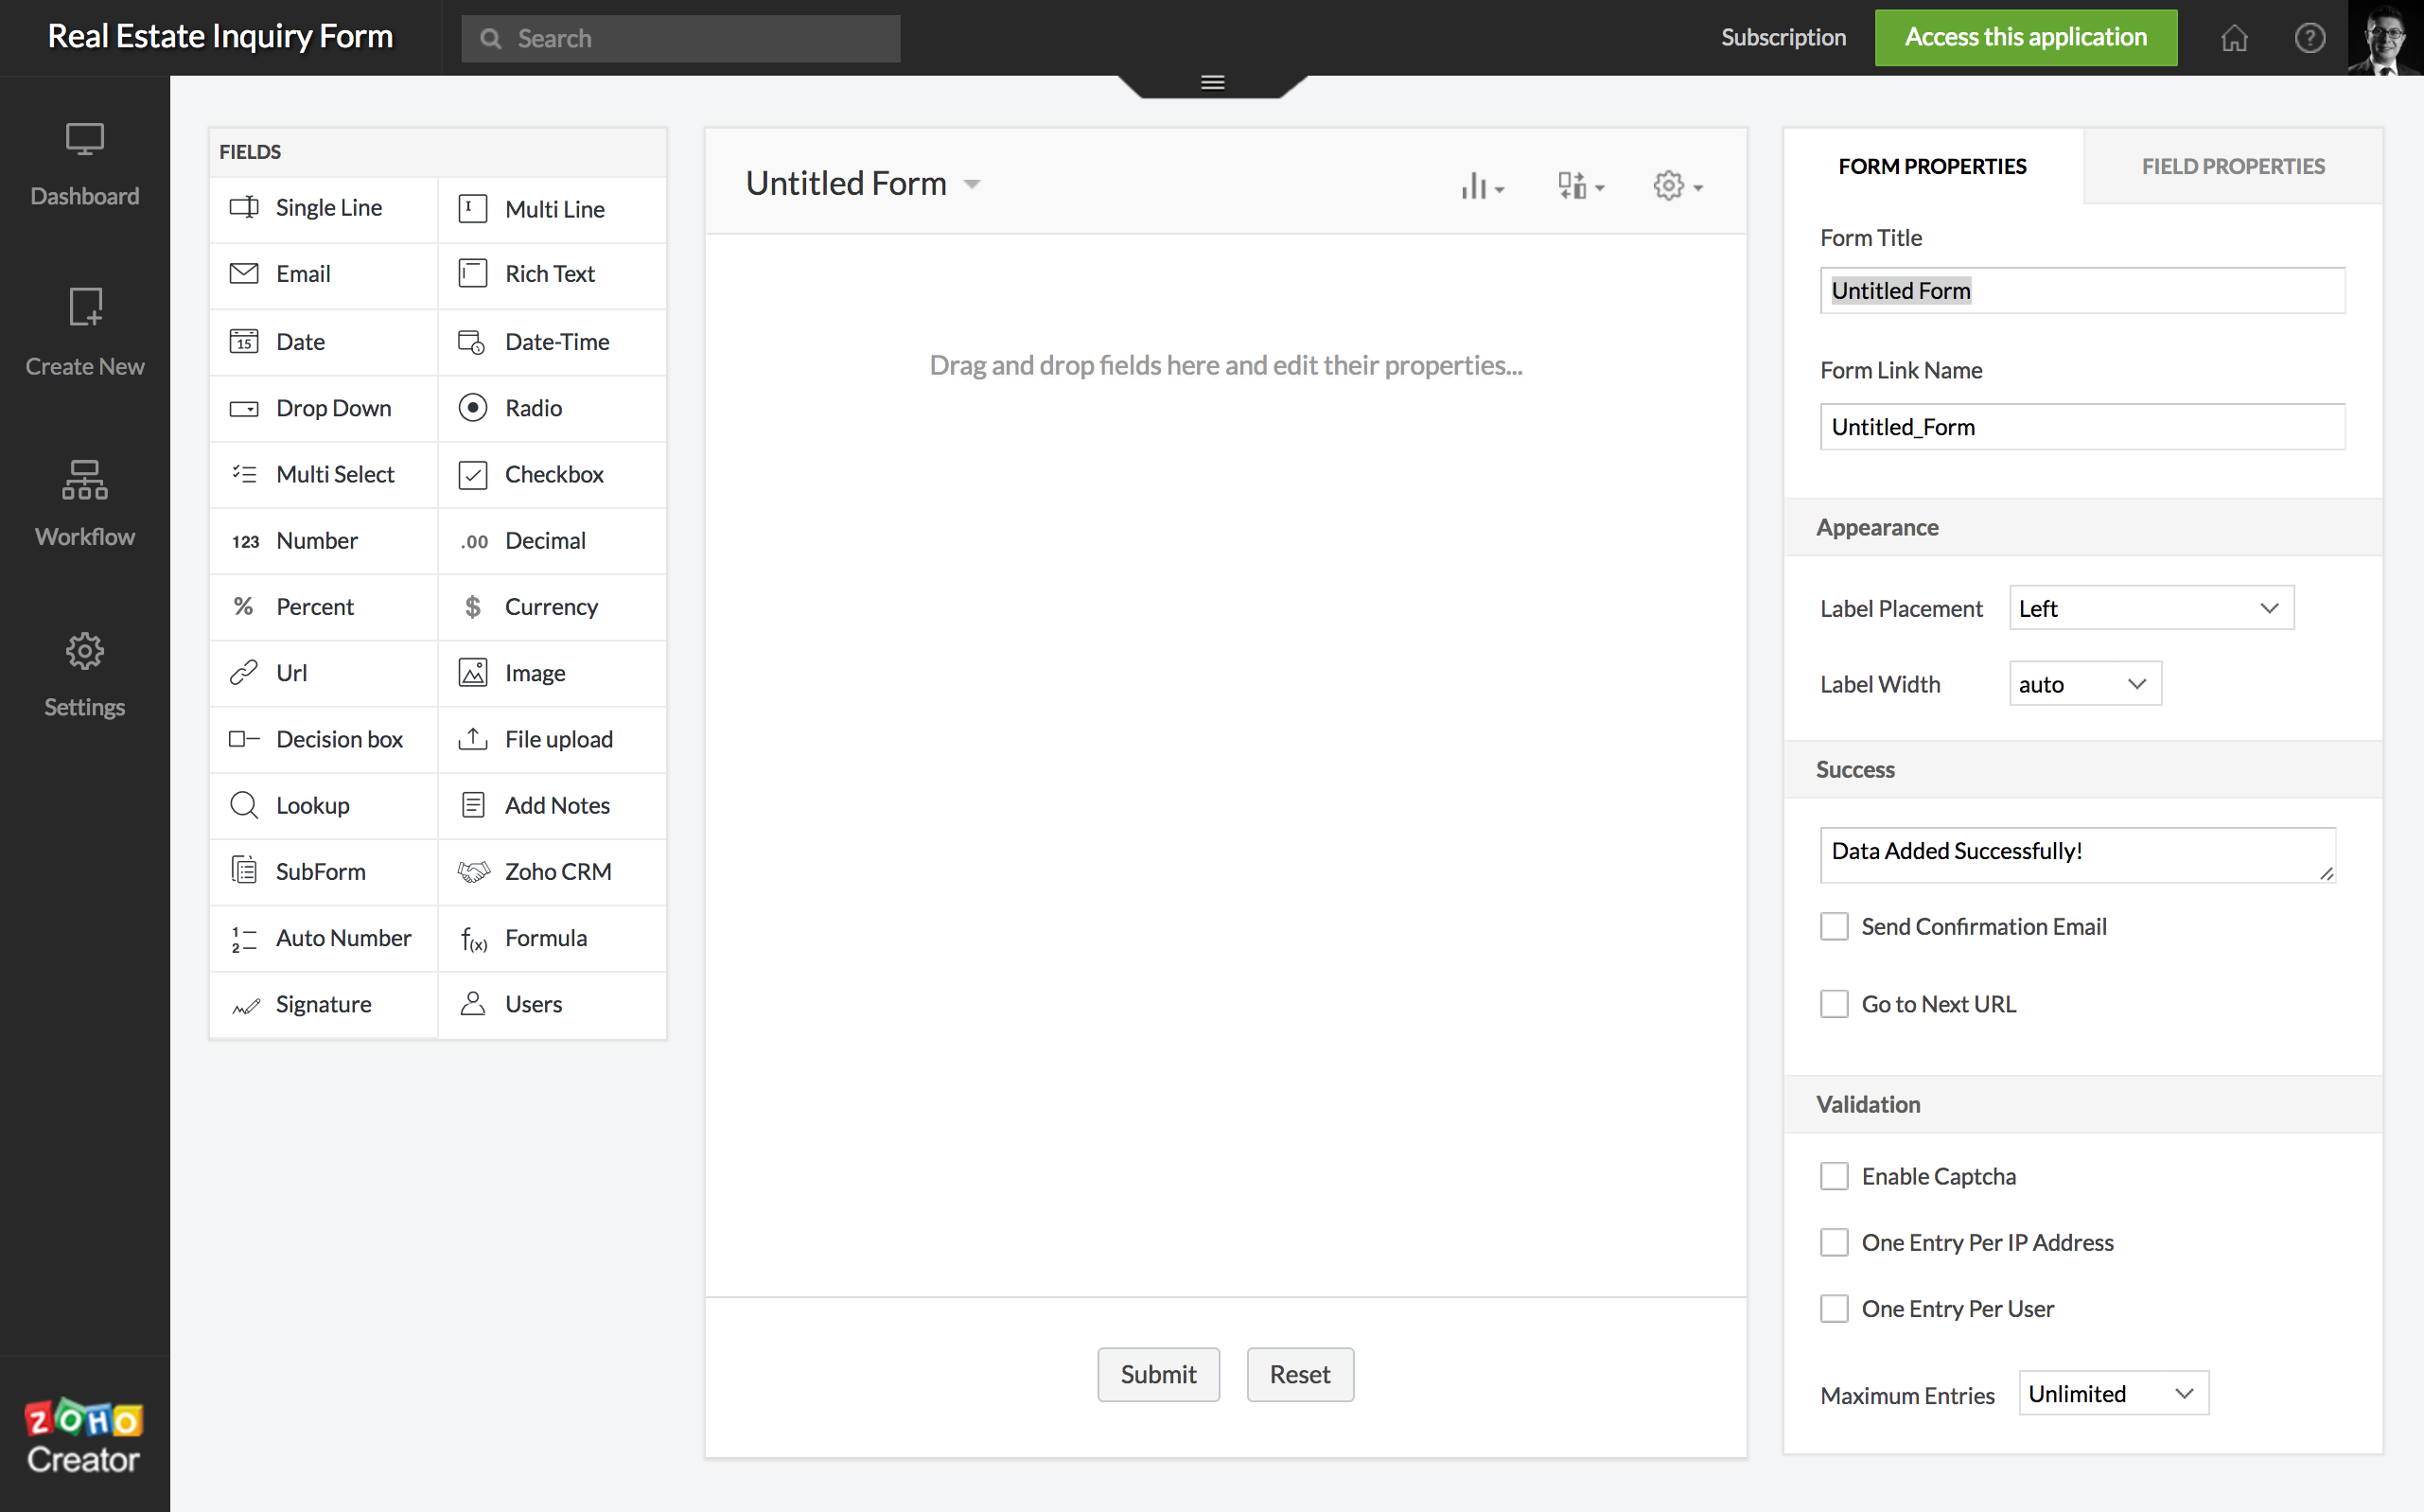 Real Estate Inquiry Form
Search
Subscription
Access this application
?
Dashboard
Create New
Workflow
Settings
ZOHO
Creator
FIELDS
Single Line
Multi Line
Email
Rich Text
15
Date
Date-Time
Drop Down
Radio
Multi Select
Checkbox
123 Number
.00 Decimal
% Percent
$ Currency
Url
Image
Decision box
File upload
Lookup
Add Notes
SubForm
Zoho CRM
1
2
Auto Number
f(x) Formula
Signature
Users
Untitled Form
Drag and drop fields here and edit their properties...
Submit
Reset
FORM PROPERTIES
FIELD PROPERTIES
Form Title
Untitled Form
Form Link Name
Untitled_Form
Appearance
Label Placement
Left
Label Width
auto
Success
Data Added Successfully!
Send Confirmation Email
Go to Next URL
Validation
Enable Captcha
One Entry Per IP Address
One Entry Per User
Maximum Entries
Unlimited